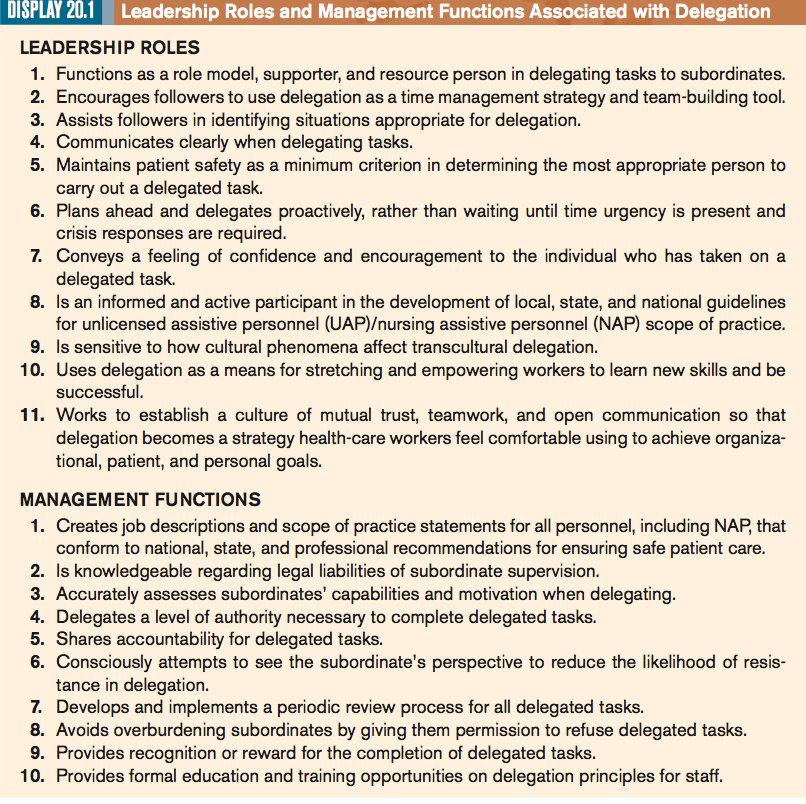 DISPLAY 20.1 Leadership Roles and Management Functions Associated with Delegation
LEADERSHIP ROLES
1. Functions as a role model, supporter, and resource person in delegating tasks to subordinates.
2. Encourages followers to use delegation as a time management strategy and team-building tool.
3. Assists followers in identifying situations appropriate for delegation.
4. Communicates clearly when delegating tasks.
5. Maintains patient safety as a minimum criterion in determining the most appropriate person to
carry out a delegated task.
6. Plans ahead and delegates proactively, rather than waiting until time urgency is present and
crisis responses are required.
7. Conveys a feeling of confidence and encouragement to the individual who has taken on a
delegated task.
8. Is an informed and active participant in the development of local, state, and national guidelines
for unlicensed assistive personnel (UAP)/nursing assistive personnel (NAP) scope of practice.
9. Is sensitive to how cultural phenomena affect transcultural delegation.
10. Uses delegation as a means for stretching and empowering workers to learn new skills and be
successful.
11. Works to establish a culture of mutual trust, teamwork, and open communication so that
delegation becomes a strategy health-care workers feel comfortable using to achieve organiza-
tional, patient, and personal goals.
MANAGEMENT FUNCTIONS
1. Creates job descriptions and scope of practice statements for all personnel, including NAP, that
conform to national, state, and professional recommendations for ensuring safe patient care.
2. Is knowledgeable regarding legal liabilities of subordinate supervision.
3. Accurately assesses subordinates' capabilities and motivation when delegating.
4. Delegates a level of authority necessary to complete delegated tasks.
5. Shares accountability for delegated tasks.
6. Consciously attempts to see the subordinate's perspective to reduce the likelihood of resis-
tance in delegation.
7. Develops and implements a periodic review process for all delegated tasks.
8. Avoids overburdening subordinates by giving them permission to refuse delegated tasks.
9. Provides recognition or reward for the completion of delegated tasks.
10. Provides formal education and training opportunities on delegation principles for staff.